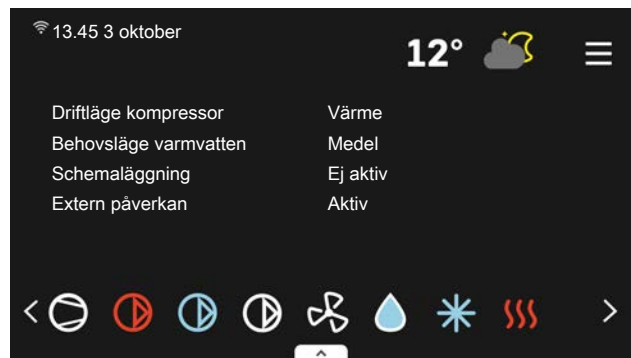 13.45 3 oktober
12°
Driftläge kompressor Värme
Behovsläge varmvatten Medel
Schemaläggning Ej aktiv
Extern påverkan Aktiv